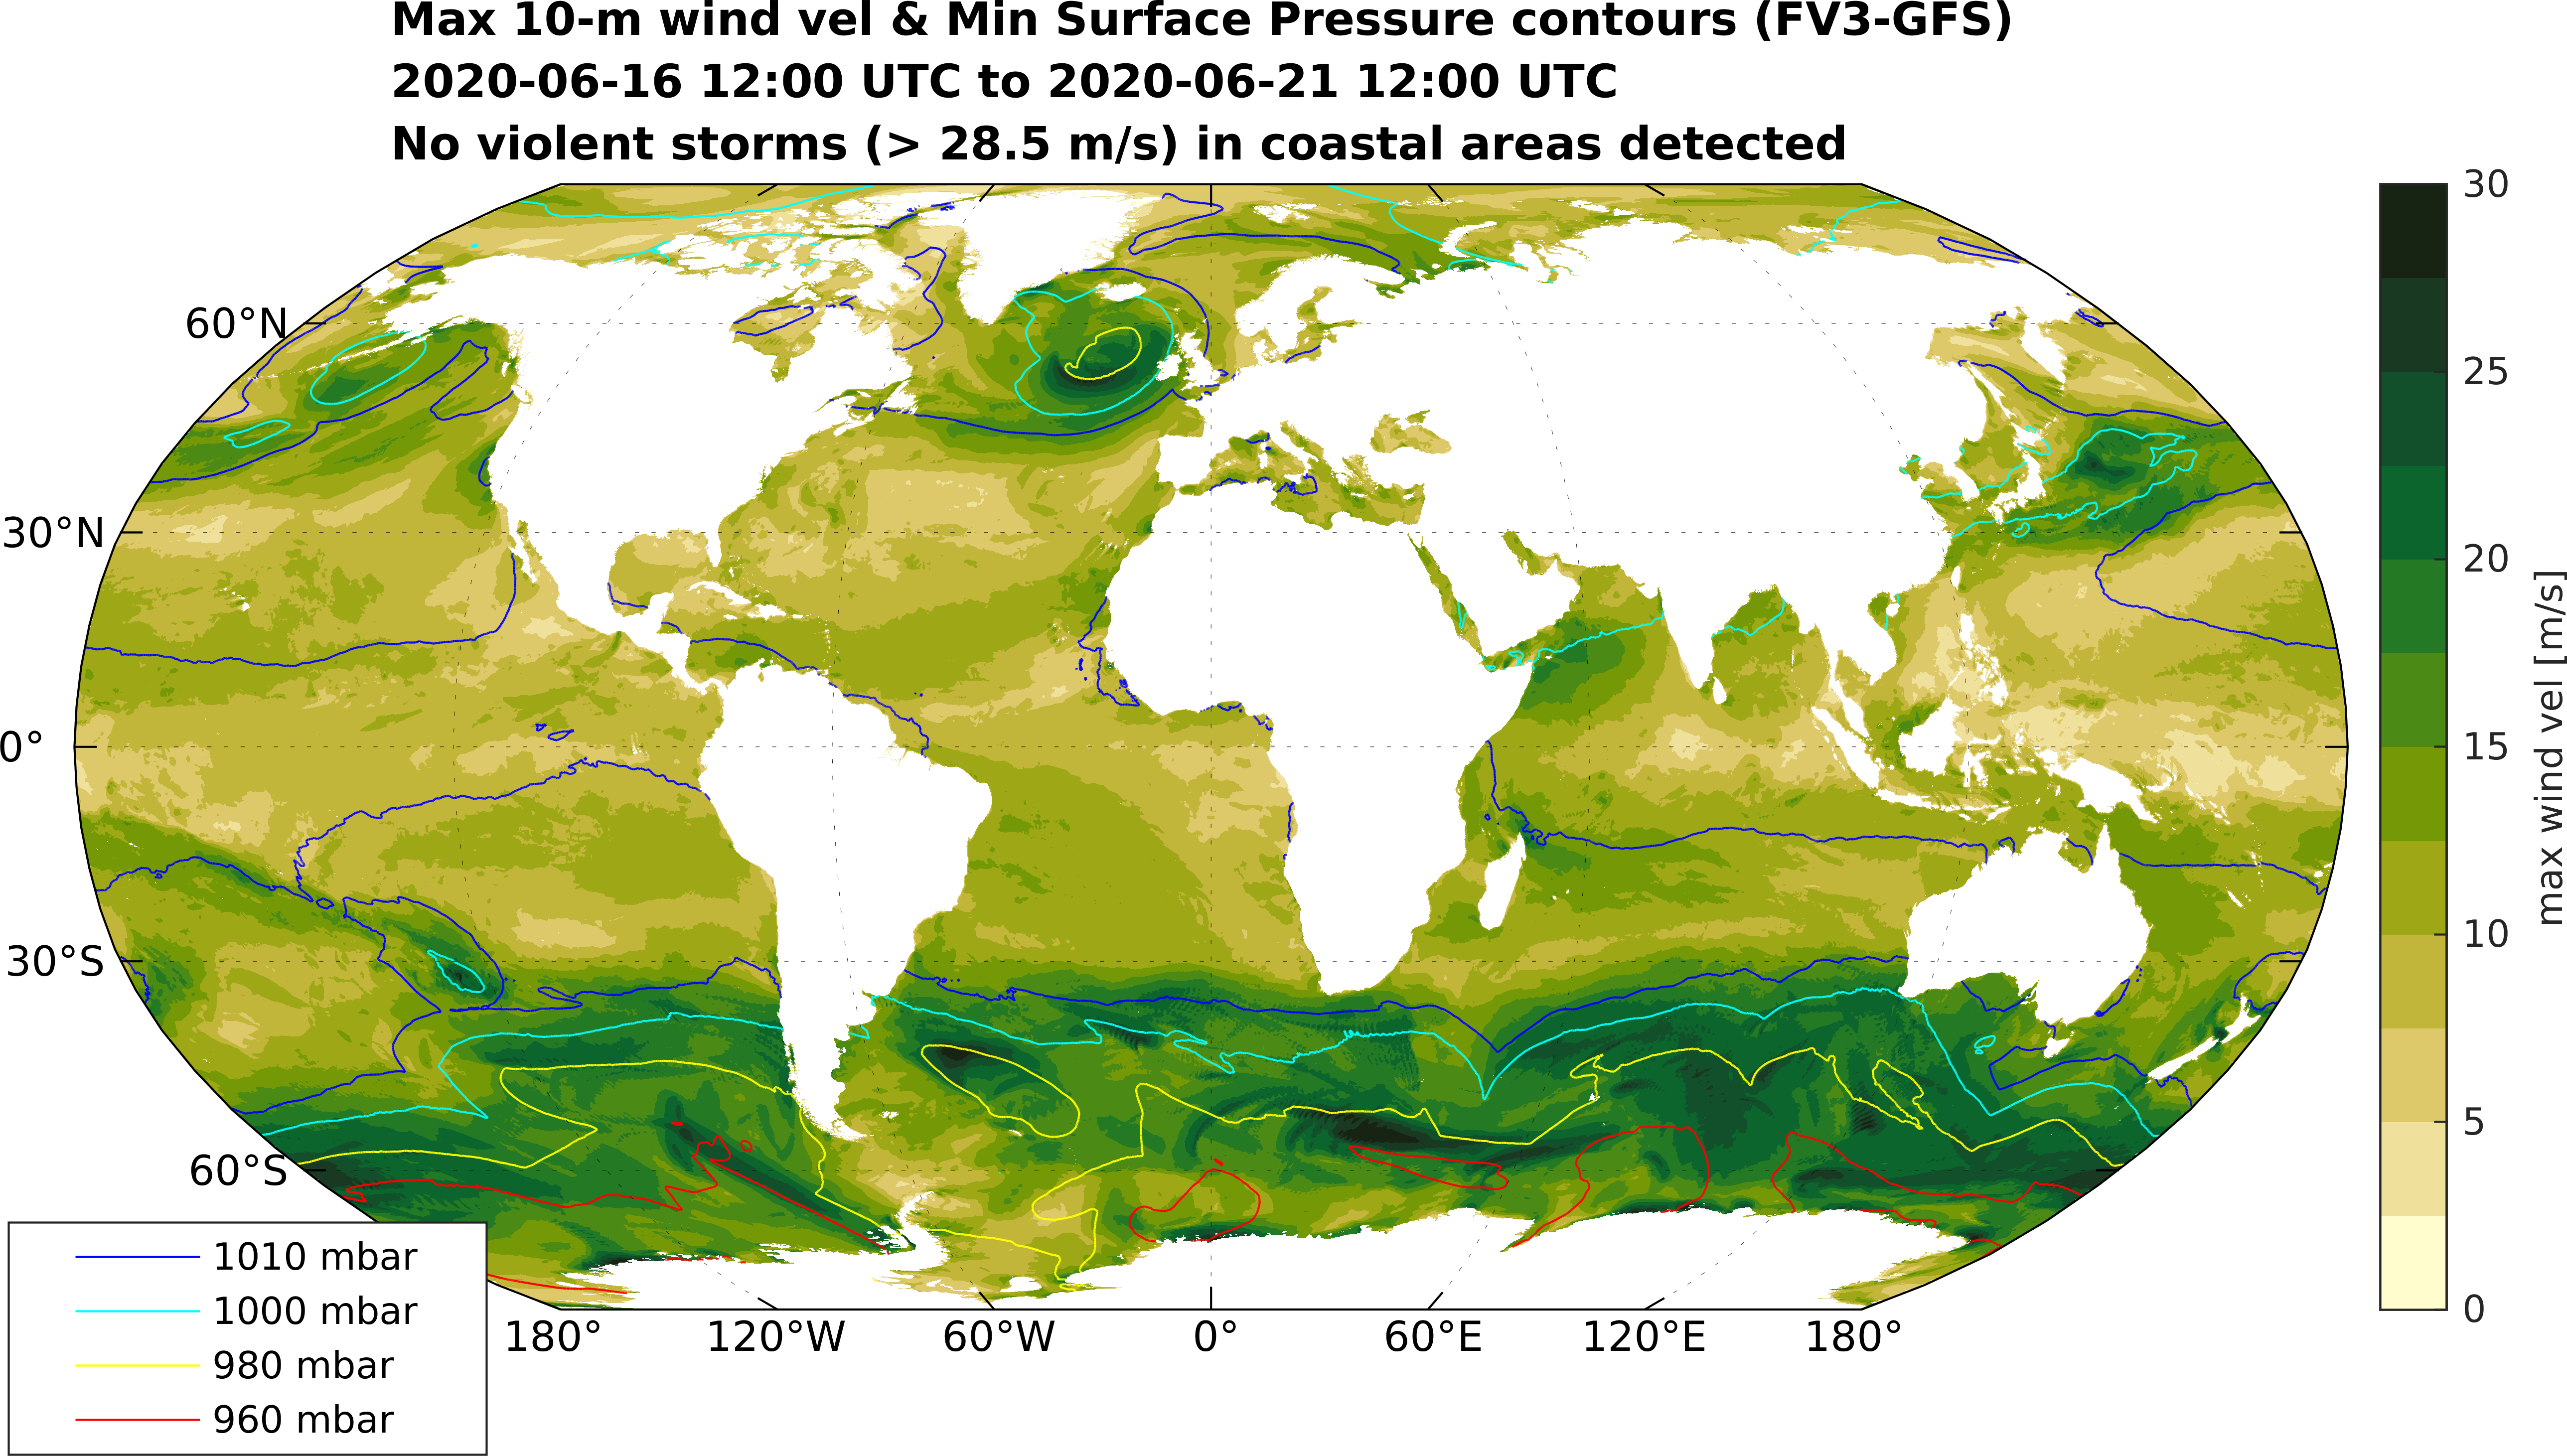 Max 10-m wind vel & Min Surface Pressure contours (FV3-GFS)
2020-06-16 12:00 UTC to 2020-06-21 12:00 UTC
No violent storms (> 28.5 m/s) in coastal areas detected
60°N
30°N
0°
30°S
60°S
180°
120°W
60°W
0°
60°E
120°E
180°
1010 mbar
1000 mbar
980 mbar
960 mbar
30
25
20
15
10
5
0
max wind vel [m/s]